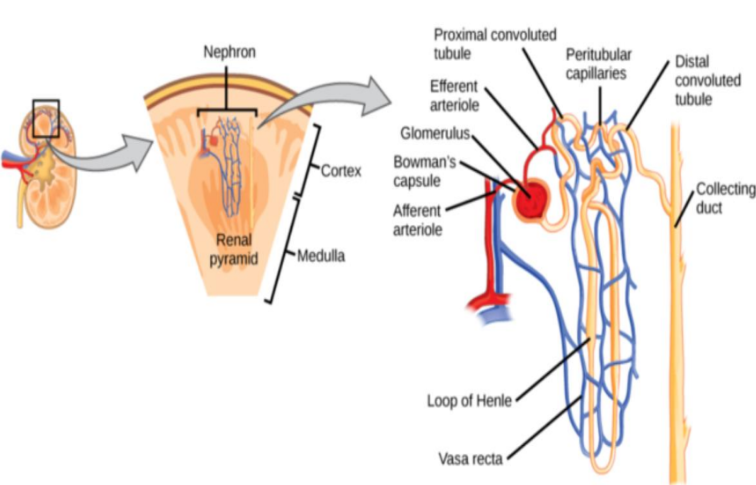 Nephron
Cortex
Renal
pyramid
Medulla
Proximal convoluted
tubule
Peritubular
capillaries
Distal
convoluted
tubule
Efferent
arteriole
Glomerulus
Bowman's
capsule
Afferent
arteriole
Collecting
duct
Loop of Henle
Vasa recta